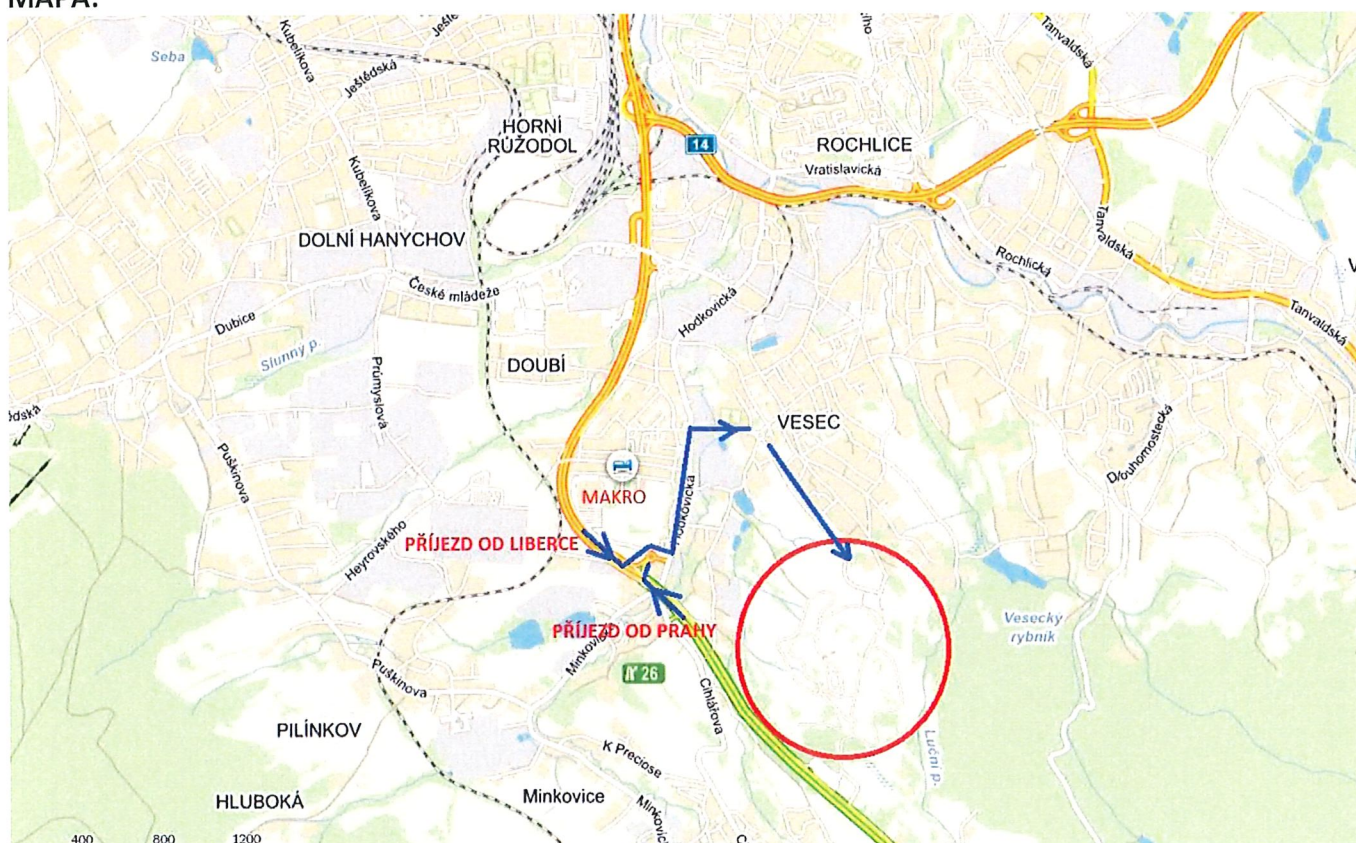 MAPA:
Seba
Kubelíkova
Ještědská
Tanvaldská
HORNÍ
RŮŽODOL
14
ROCHLICE
Vratislavická
Kubelíkova
DOLNÍ HANYCHOV
České mládeže
Tanvaldská
Rochlická
Dubice
Slunný p.
Hodkovická
Tanvaldská
DOUBÍ
Průmyslová
VESEC
Puškinova
MAKRO
Hodkovická
Dlouhomostecká
PŘÍJEZD OD LIBERCE
Heyrovského
PŘÍJEZD OD PRAHY
Vesecký
rybník
Minkovická
26
Puškinova
Cihlářova
PILÍNKOV
Luční p.
K Preciose
HLUBOKÁ
Minkovice
400 800 1200